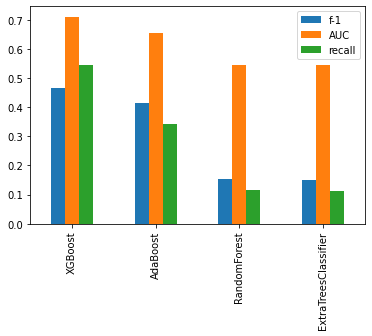 0.7
0.6
0.5
0.4
0.3
0.2
0.1
0.0
f-1
AUC
recall
XGBoost
AdaBoost
RandomForest
ExtraTreesClassifier